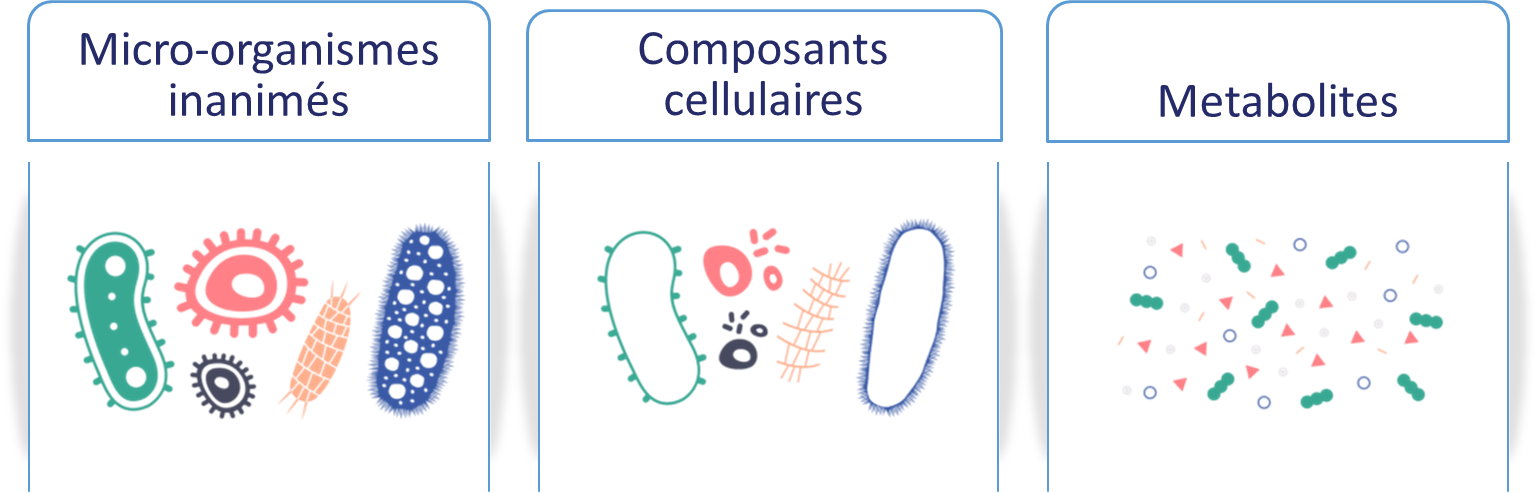 Micro-organismes
inanimés
Composants
cellulaires
Metabolites